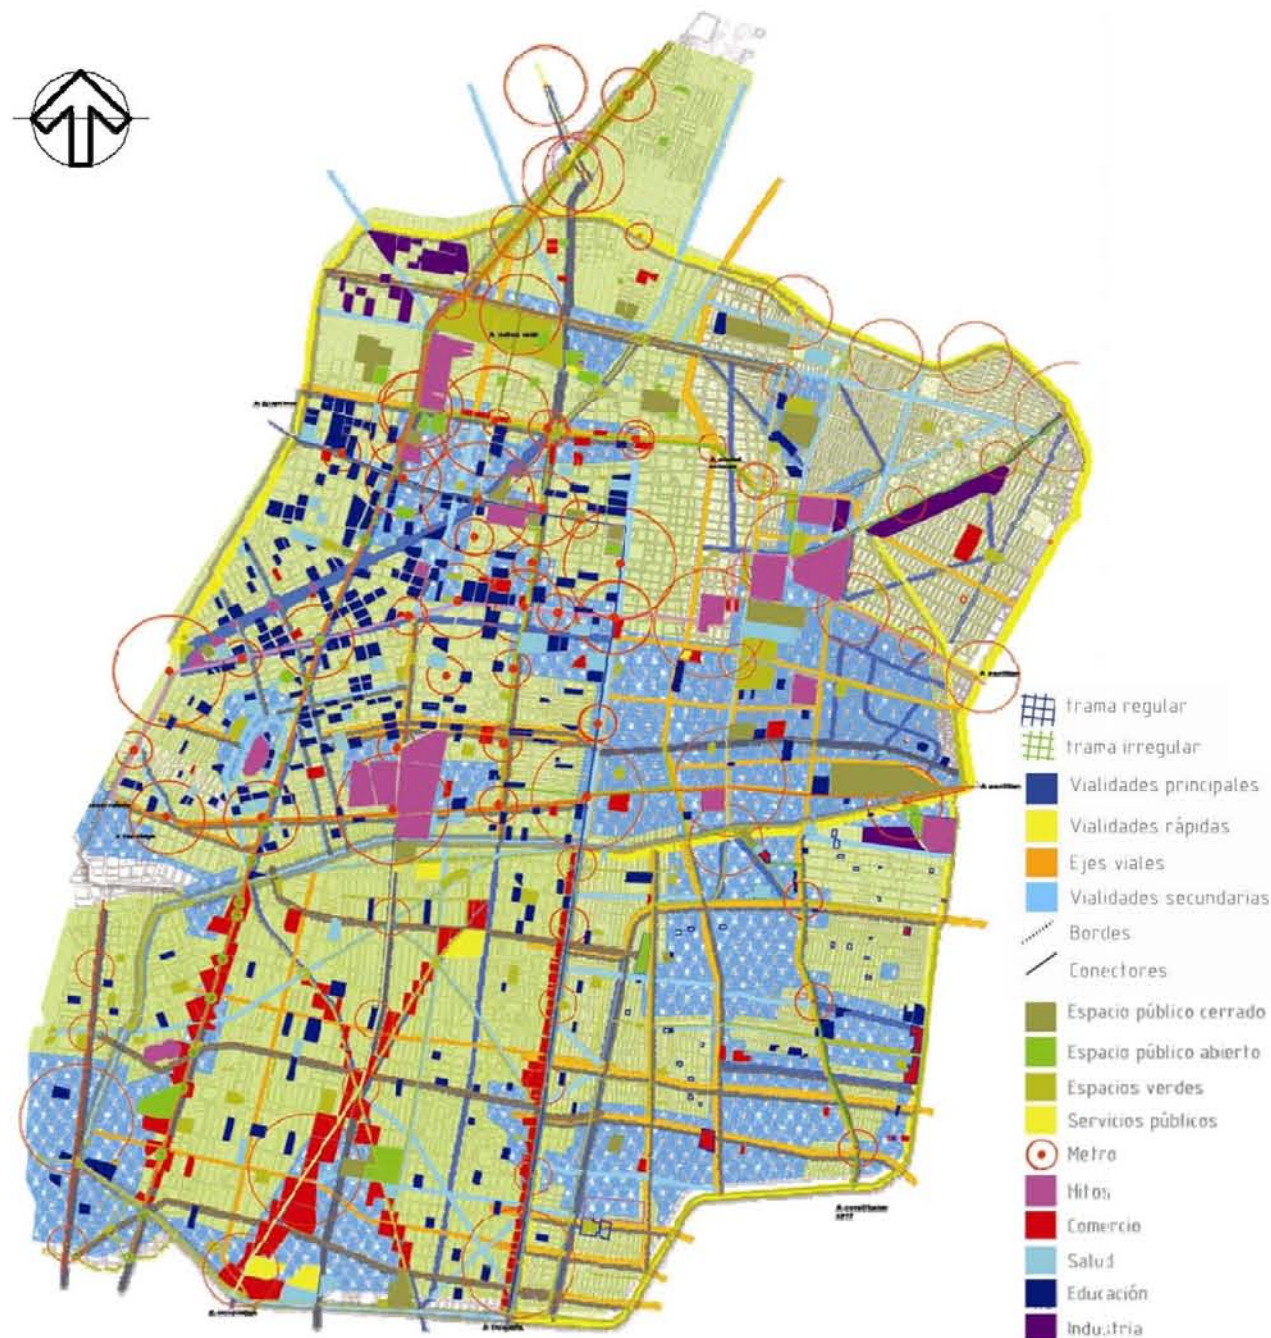 trama regular
trama irregular
Vialidades principales
Vialidades rápidas
Ejes viales
Vialidades secundarias
Bordes
Conectores
Espacio público cerrado
Espacio público abierto
Espacios verdes
Servicios públicos
Metro
Hitos
Comercio
Salud
Educación
Industria